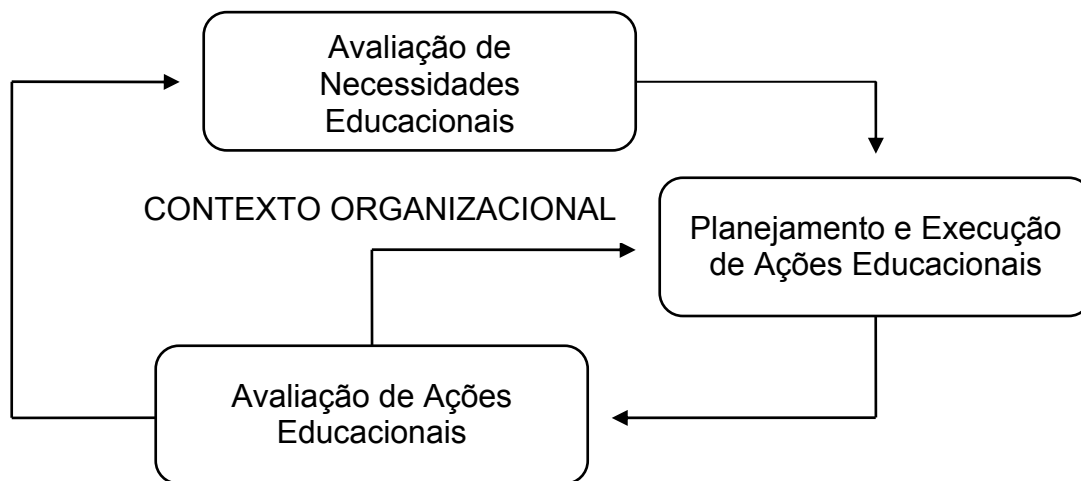 Avaliação de
Necessidades
Educacionais
CONTEXTO ORGANIZACIONAL
Planejamento e Execução
de Ações Educacionais
Avaliação de Ações
Educacionais